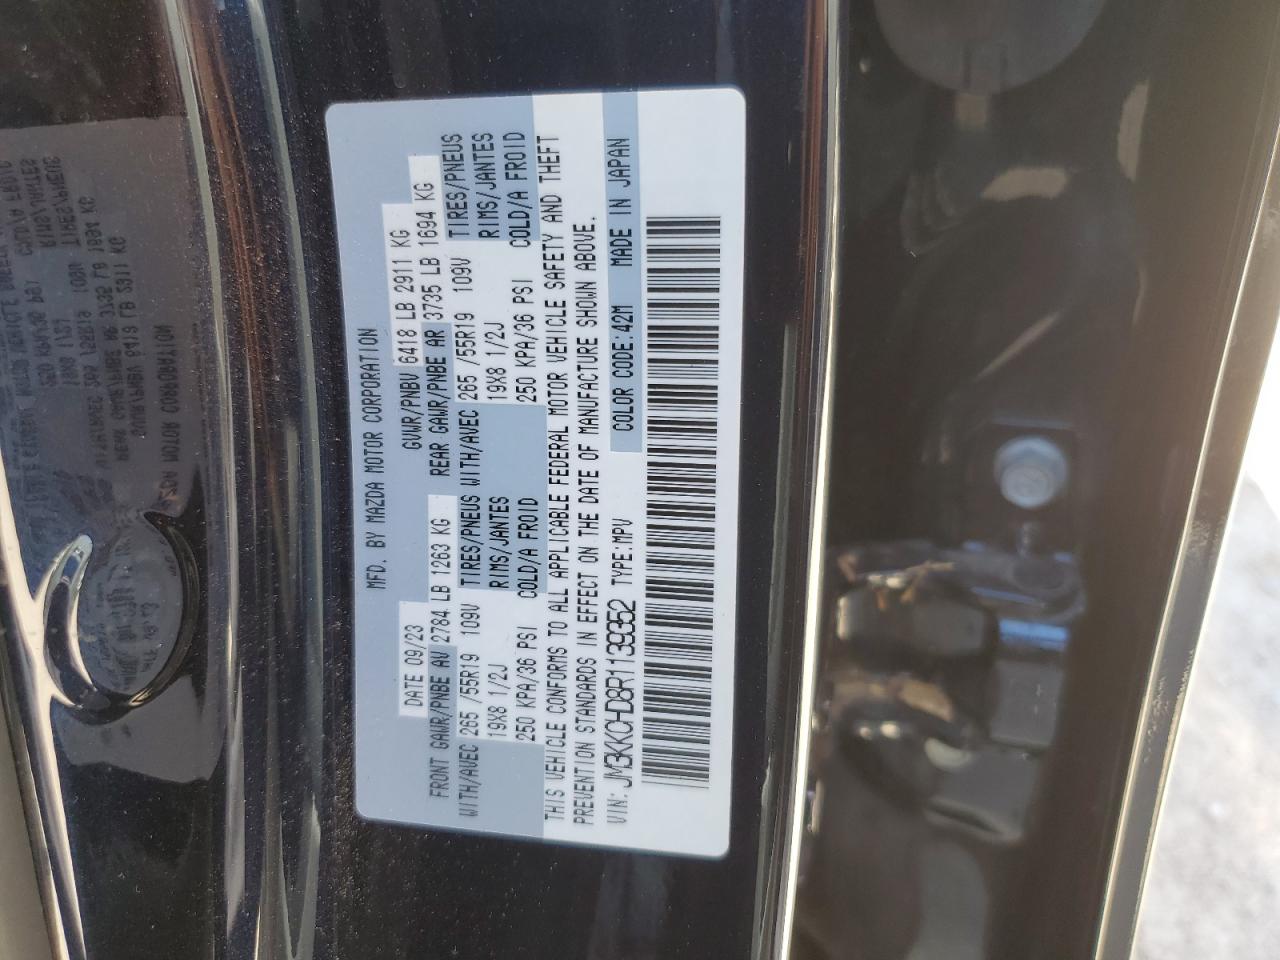 MFD. BY MAZDA MOTOR CORPORATION
DATE 09/23 GVWR/PNBV 6418 LB 2911 KG
FRONT GAWR/PNBE AV 2784 LB 1263 KG REAR GAWR/PNBE AR 3735 LB 1694 KG
WITH/AVEC 265 /55R19 109V TIRES/PNEUS WITH/AVEC 265 /55R19 109V TIRES/PNEUS
19X8 1/2J RIMS/JANTES 19X8 1/2J RIMS/JANTES
250 KPA/36 PSI COLD/A FROID 250 KPA/36 PSI COLD/A FROID
THIS VEHICLE CONFORMS TO ALL APPLICABLE FEDERAL MOTOR VEHICLE SAFETY AND THEFT
PREVENTION STANDARDS IN EFFECT ON THE DATE OF MANUFACTURE SHOWN ABOVE.
VIN: JM3KKCHD8R1139352 TYPE:MPV COLOR CODE:42M MADE IN JAPAN